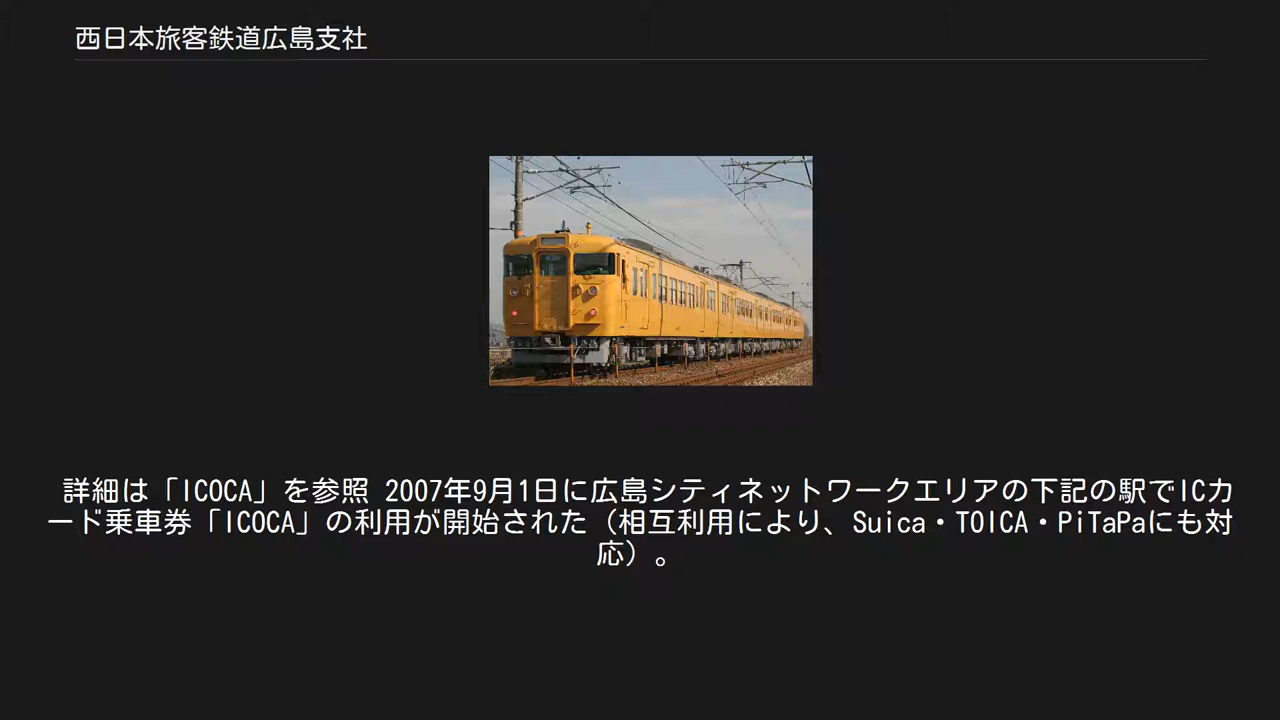 西日本旅客鉄道広島支社
詳細は「ICOCA」を参照 2007年9月1日に広島シティネットワークエリアの下記の駅でICカ
ード乗車券「ICOCA」の利用が開始された（相互利用により、Suica・TOICA・PiTaPaにも対
応）。